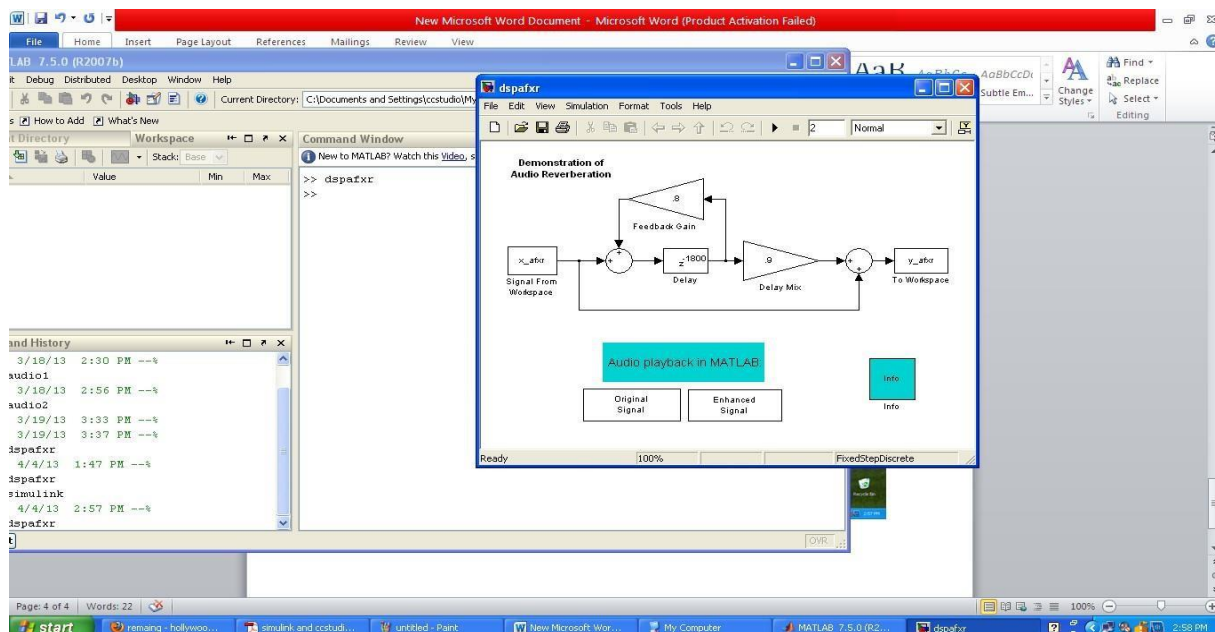 New Microsoft Word Document - Microsoft Word (Product Activation Failed)
File Home Insert Page Layout References Mailings Review View
LAB 7.5.0 (R2007b)
it Debug Distributed Desktop Window Help
Current Directory: C:\Documents and Settings\ccstudio\My
s How to Add What's New
t Directory Workspace
Stack: Base
Value Min Max
Command Window
New to MATLAB? Watch this Video, s
>> dspafxr
>>
and History
3/18/13 2:30 PM --%
audio1
3/18/13 2:56 PM --%
audio2
3/19/13 3:33 PM --%
3/19/13 3:37 PM --%
dspafxr
4/4/13 1:47 PM --%
dspafxr
simulink
4/4/13 2:57 PM --%
dspafxr
t
OVR
dspafxr
File Edit View Simulation Format Tools Help
2 Normal
Demonstration of
Audio Reverberation
.8
Feedback Gain
x_afxr
Signal From
Workspace
z-1800
Delay
.9
Delay Mix
y_afxr
To Workspace
Audio playback in MATLAB:
Original
Signal
Enhanced
Signal
Info
Info
Ready 100% FixedStepDiscrete
AaBbCcDc
Subtle Em...
Change
Styles
Find
Replace
Select
Editing
Recycle Bin
Page: 4 of 4 Words: 22 100%
start remaing - hollywoo... simulink and ccstudi... untitled - Paint New Microsoft Wor... My Computer MATLAB 7.5.0 (R2... dspafxr 2:58 PM